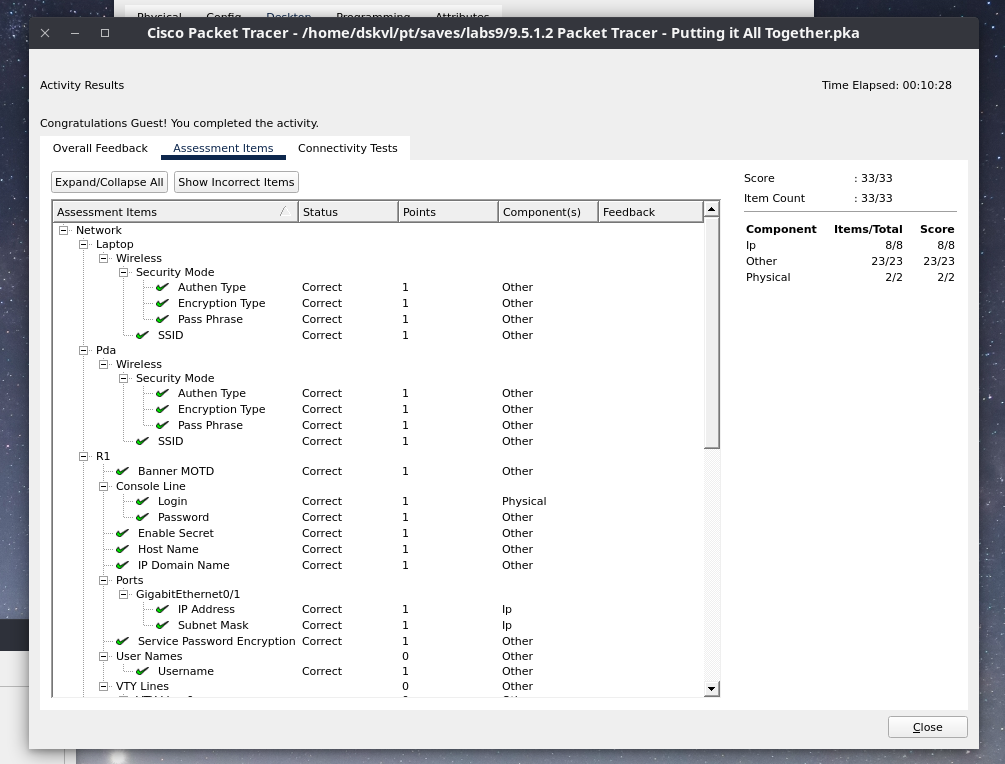 Physical Config Desktop Programming Attributes
Cisco Packet Tracer - /home/dskvl/pt/saves/labs9/9.5.1.2 Packet Tracer - Putting it All Together.pka
Activity Results Time Elapsed: 00:10:28
Congratulations Guest! You completed the activity.
Overall Feedback Assessment Items Connectivity Tests
Expand/Collapse All Show Incorrect Items
Score : 33/33
Item Count : 33/33
Component Items/Total Score
Ip 8/8 8/8
Other 23/23 23/23
Physical 2/2 2/2
Assessment Items Status Points Component(s) Feedback
Network
Laptop
Wireless
Security Mode
Authen Type Correct 1 Other
Encryption Type Correct 1 Other
Pass Phrase Correct 1 Other
SSID Correct 1 Other
Pda
Wireless
Security Mode
Authen Type Correct 1 Other
Encryption Type Correct 1 Other
Pass Phrase Correct 1 Other
SSID Correct 1 Other
R1
Banner MOTD Correct 1 Other
Console Line
Login Correct 1 Physical
Password Correct 1 Other
Enable Secret Correct 1 Other
Host Name Correct 1 Other
IP Domain Name Correct 1 Other
Ports
GigabitEthernet0/1
IP Address Correct 1 Ip
Subnet Mask Correct 1 Ip
Service Password Encryption Correct 1 Other
User Names 0 Other
Username Correct 1 Other
VTY Lines 0 Other
Close